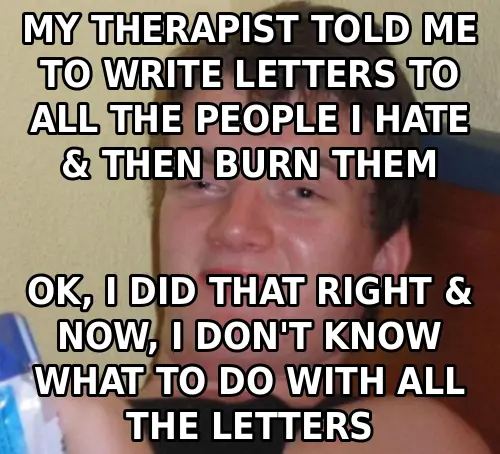 MY THERAPIST TOLD ME
TO WRITE LETTERS TO
ALL THE PEOPLE I HATE
& THEN BURN THEM
OK, I DID THAT RIGHT &
NOW, I DON'T KNOW
WHAT TO DO WITH ALL
THE LETTERS